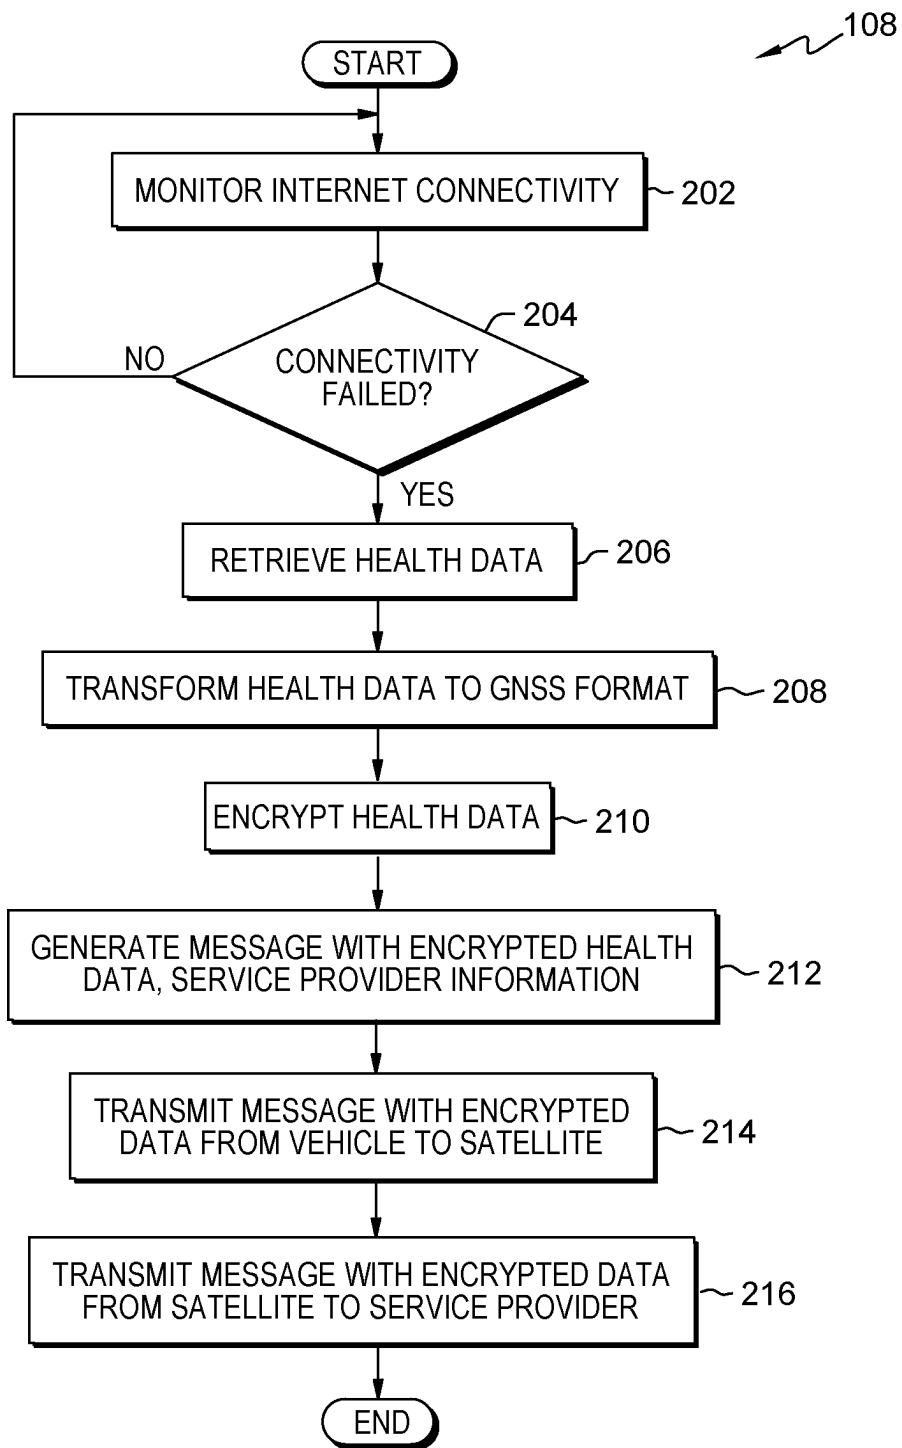 108
START
MONITOR INTERNET CONNECTIVITY
202
204
NO
CONNECTIVITY
FAILED?
YES
RETRIEVE HEALTH DATA
206
TRANSFORM HEALTH DATA TO GNSS FORMAT
208
ENCRYPT HEALTH DATA
210
GENERATE MESSAGE WITH ENCRYPTED HEALTH
DATA, SERVICE PROVIDER INFORMATION
212
TRANSMIT MESSAGE WITH ENCRYPTED
DATA FROM VEHICLE TO SATELLITE
214
TRANSMIT MESSAGE WITH ENCRYPTED DATA
FROM SATELLITE TO SERVICE PROVIDER
216
END